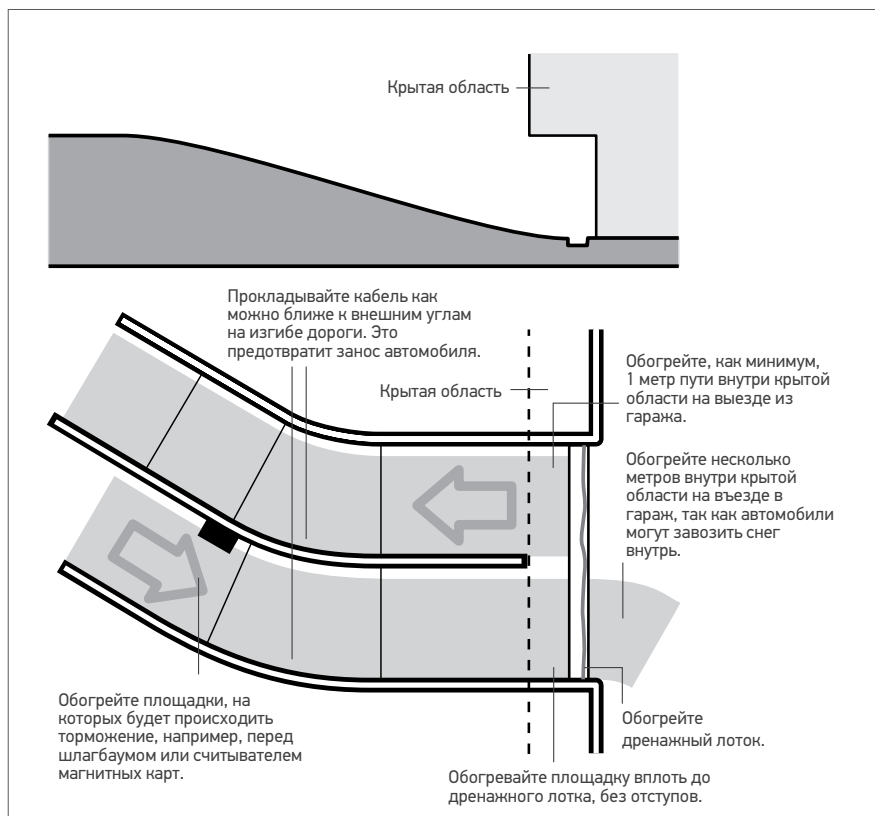 Крытая область
Прокладывайте кабель как
можно ближе к внешним углам
на изгибе дороги. Это
предотвратит занос автомобиля.
Крытая область
Обогрейте, как минимум,
1 метр пути внутри крытой
области на выезде из
гаража.
Обогрейте несколько
метров внутри крытой
области на въезде в
гараж, так как автомобили
могут завозить снег
внутрь.
Обогрейте площадки, на
которых будет происходить
торможение, например, перед
шлагбаумом или считывателем
магнитных карт.
Обогрейте
дренажный лоток.
Обогревайте площадку вплоть до
дренажного лотка, без отступов.